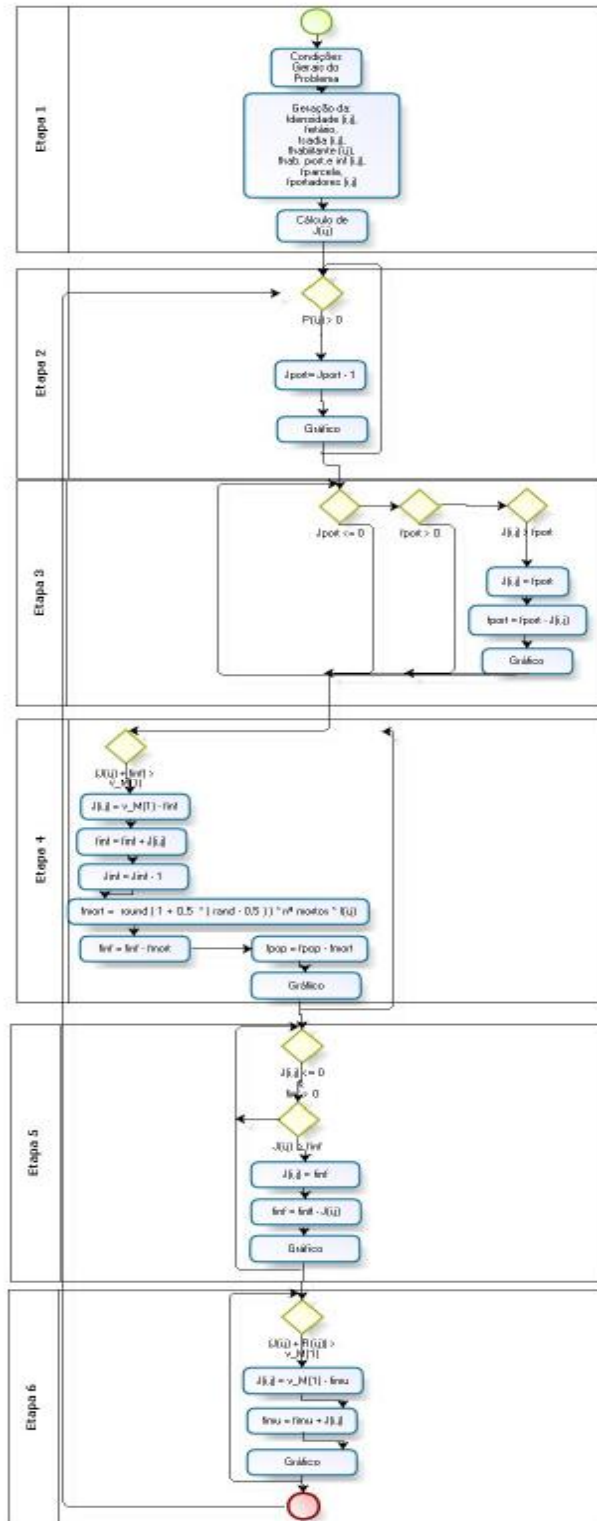 Etapa 1
Condições
Gerais do
Problema
Geração da:
fdensidade [i,j],
fetário,
fsadia [i,j],
fhabitante [i,j],
fhab. port.e inf [i,j],
fparcela,
fportadores [i,j]
Cálculo de
J(i,j)
Etapa 2
P(i,j) > 0
Jport= Jport - 1
Gráfico
Etapa 3
Jport <= 0
fport > 0
J[i,j] > fport
J[i,j] = fport
fport = fport - J[i,j]
Gráfico
Etapa 4
(J(i,j) + finf) >
v_M(1)
J[i,j] = v_M(1) - finf
finf = finf + J[i,j]
Jinf = Jinf - 1
fmort = round ( 1 + 0.5 * ( rand - 0.5 ) ) * nº mortos * f(i,j)
finf = finf - fmort
fpop = fpop - fmort
Gráfico
Etapa 5
J[i,j] <= 0
finf > 0
J(i,j) > finf
J[i,j] = finf
finf = finf - J(i,j)
Gráfico
Etapa 6
(J(i,j) + R(i,j)) >
v_M(1)
J[i,j] = v_M(1) - fimu
fimu = fimu + J[i,j]
Gráfico